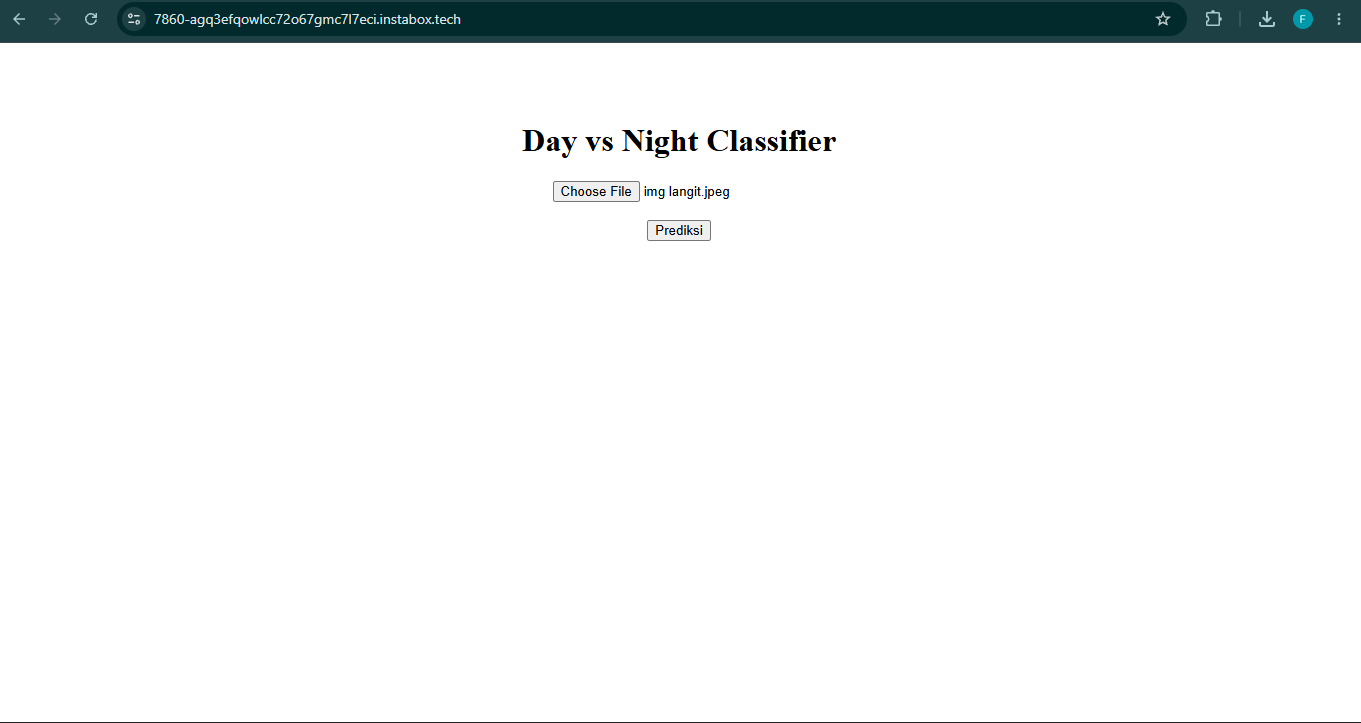 7860-agq3efqowlcc72o67gmc7l7eci.instabox.tech
F
Day vs Night Classifier
Choose File img langit.jpeg
Prediksi